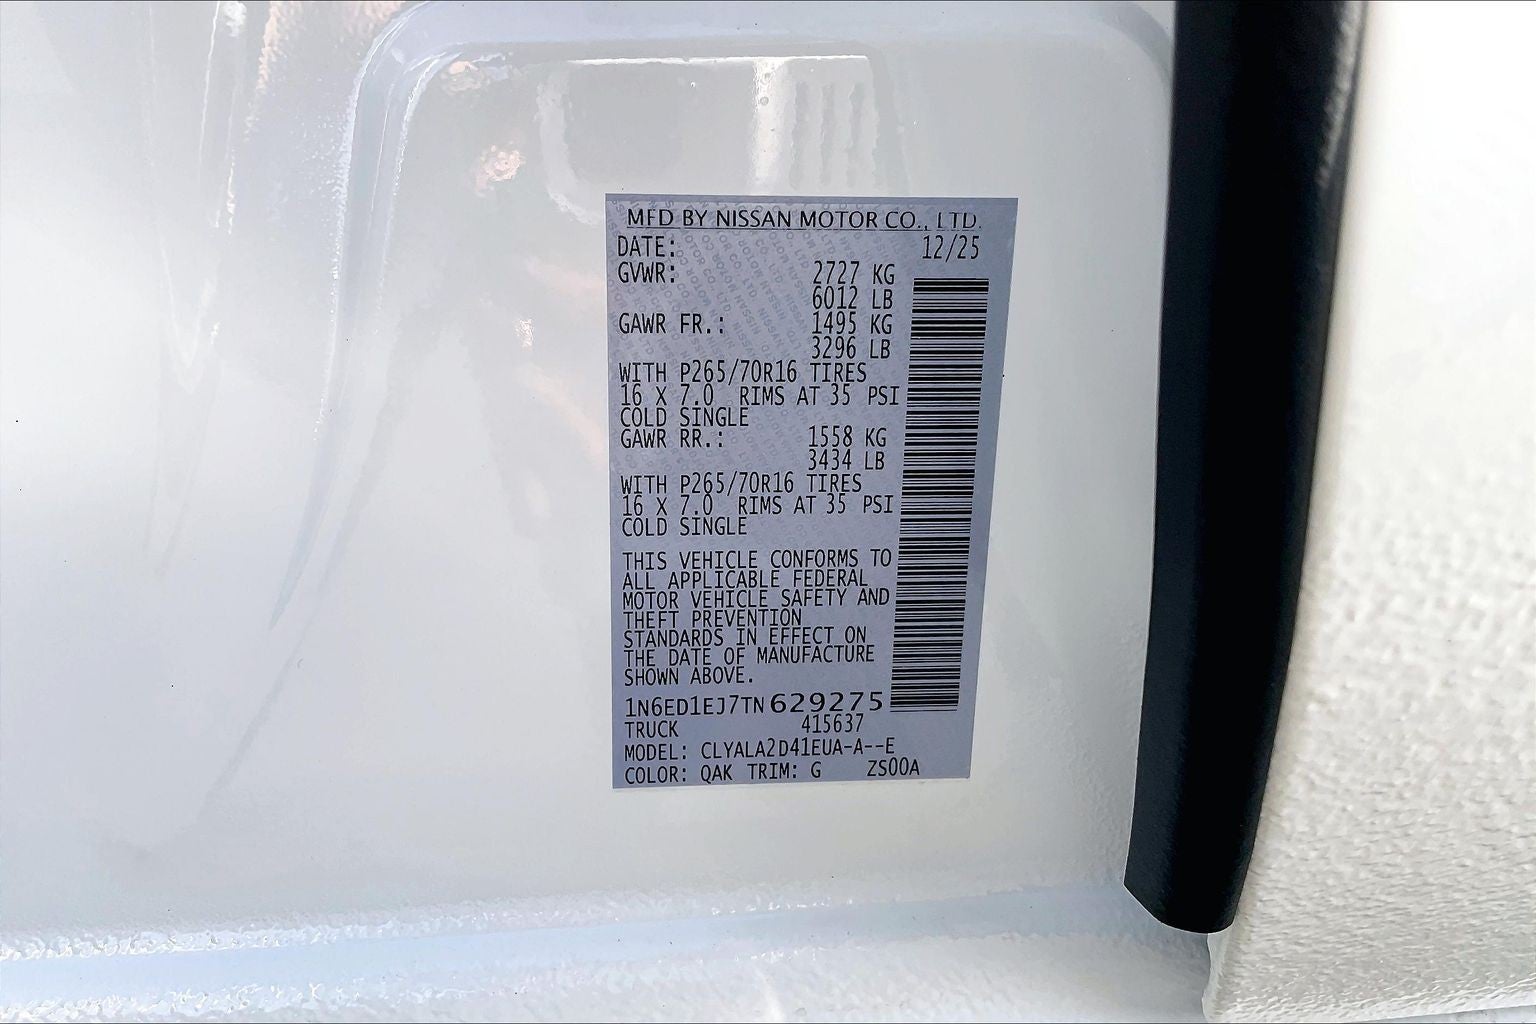 MFD BY NISSAN MOTOR CO., LTD.
DATE: 12/25
GVWR: 2727 KG
6012 LB
GAWR FR.: 1495 KG
3296 LB
WITH P265/70R16 TIRES
16 X 7.0 RIMS AT 35 PSI
COLD SINGLE
GAWR RR.: 1558 KG
3434 LB
WITH P265/70R16 TIRES
16 X 7.0 RIMS AT 35 PSI
COLD SINGLE
THIS VEHICLE CONFORMS TO
ALL APPLICABLE FEDERAL
MOTOR VEHICLE SAFETY AND
THEFT PREVENTION
STANDARDS IN EFFECT ON
THE DATE OF MANUFACTURE
SHOWN ABOVE.
1N6ED1EJ7TN629275
TRUCK 415637
MODEL: CLYALA2D41EUA-A--E
COLOR: QAK TRIM: G ZS00A